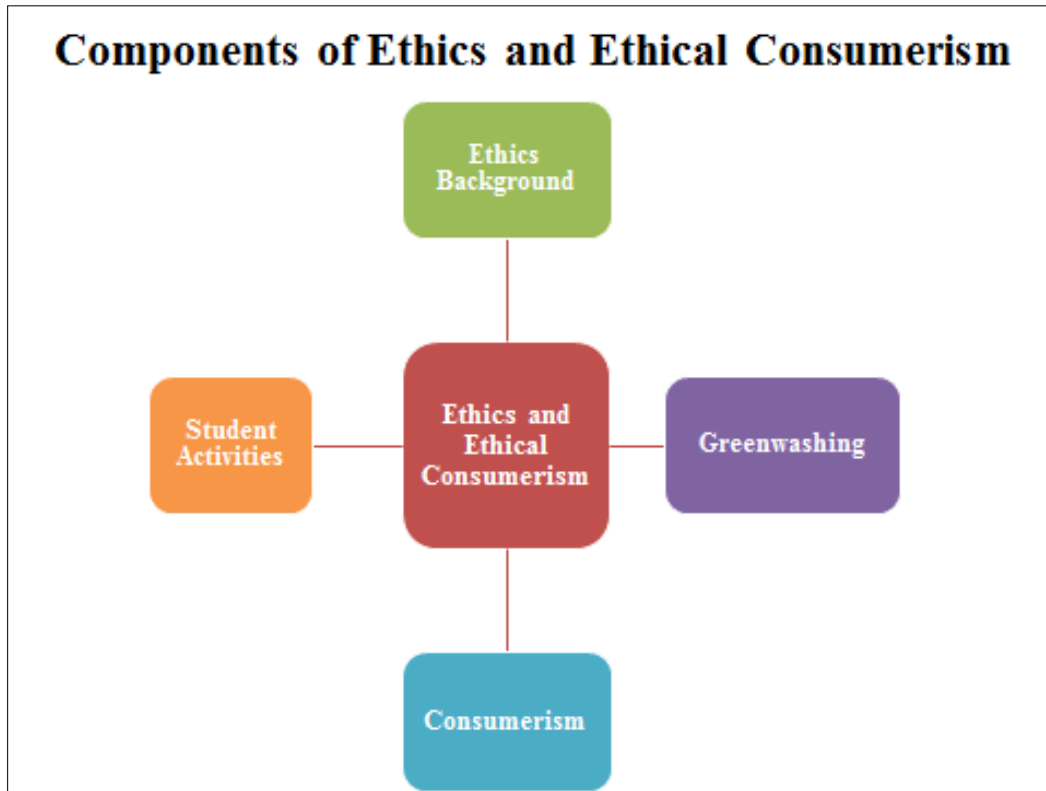 Components of Ethics and Ethical Consumerism
Ethics
Background
Student
Activities
Ethics and
Ethical
Consumerism
Greenwashing
Consumerism